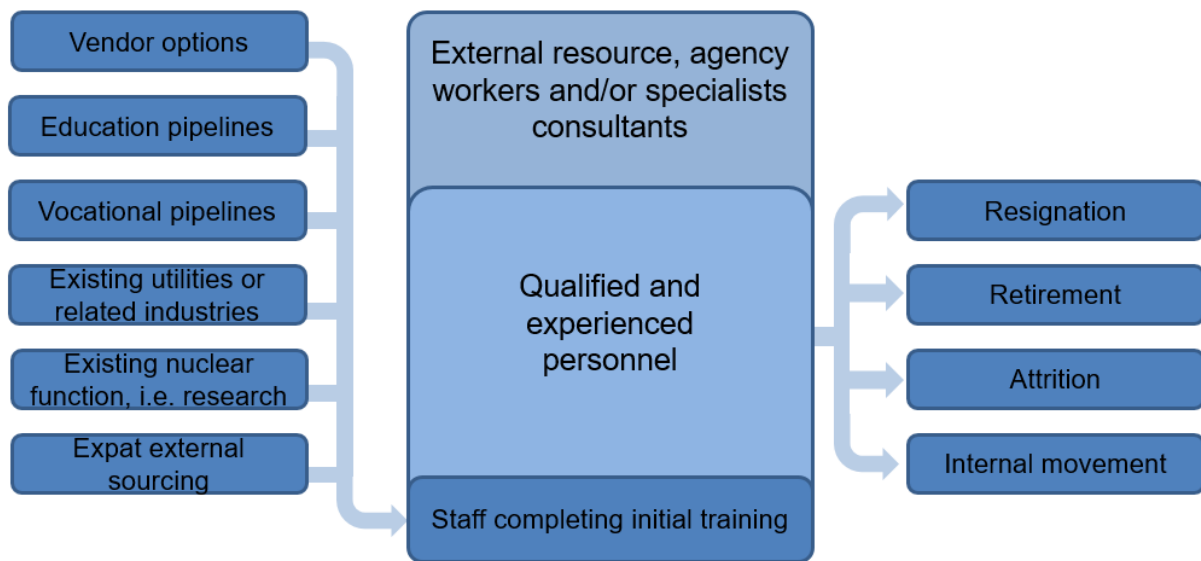 Vendor options
Education pipelines
Vocational pipelines
Existing utilities or
related industries
Existing nuclear
function, i.e. research
Expat external
sourcing
External resource, agency
workers and/or specialists
consultants
Qualified and
experienced
personnel
Staff completing initial training
Resignation
Retirement
Attrition
Internal movement